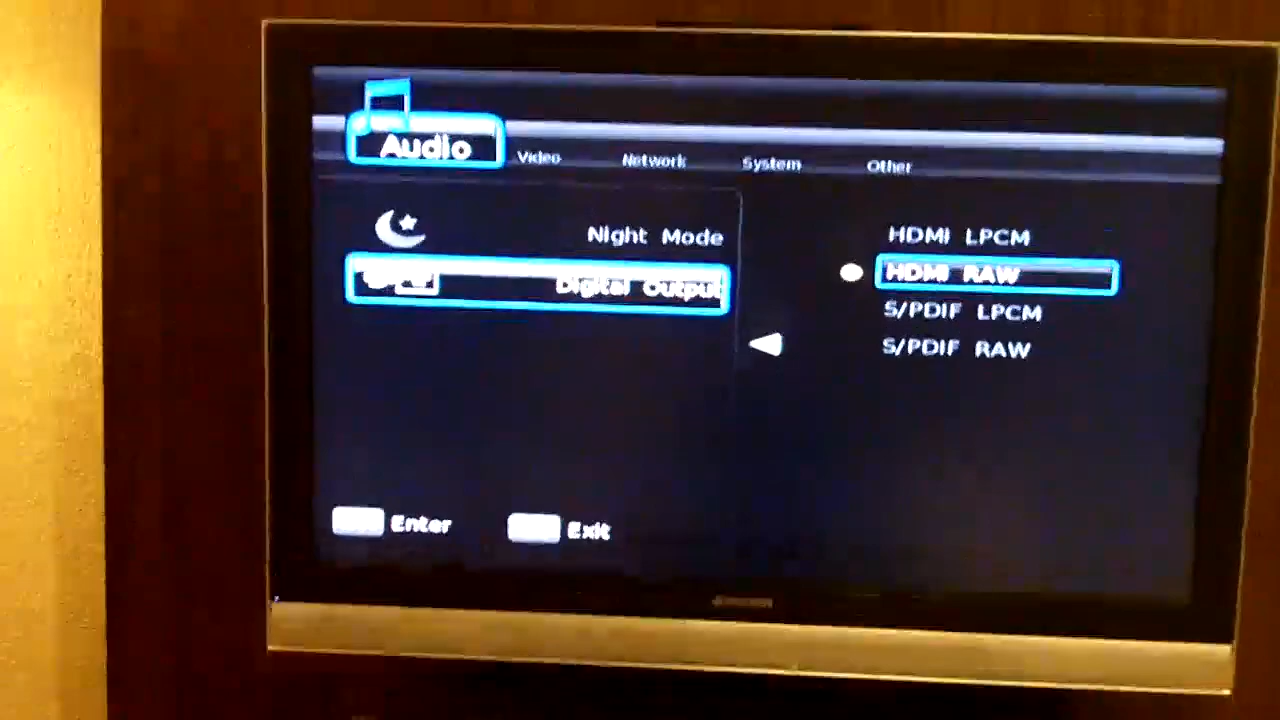 Audio Video Network System Other
Night Mode
Digital Output
HDMI LPCM
HDMI RAW
S/PDIF LPCM
S/PDIF RAW
Enter Exit